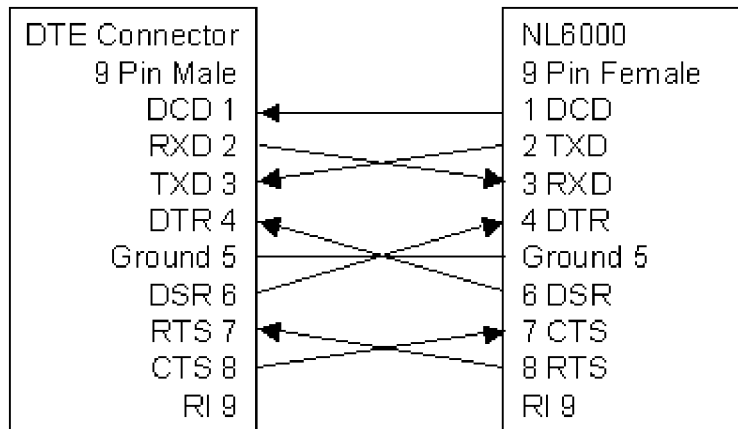 DTE Connector
9 Pin Male
DCD 1
RXD 2
TXD 3
DTR 4
Ground 5
DSR 6
RTS 7
CTS 8
RI 9
NL6000
9 Pin Female
1 DCD
2 TXD
3 RXD
4 DTR
Ground 5
6 DSR
7 CTS
8 RTS
RI 9